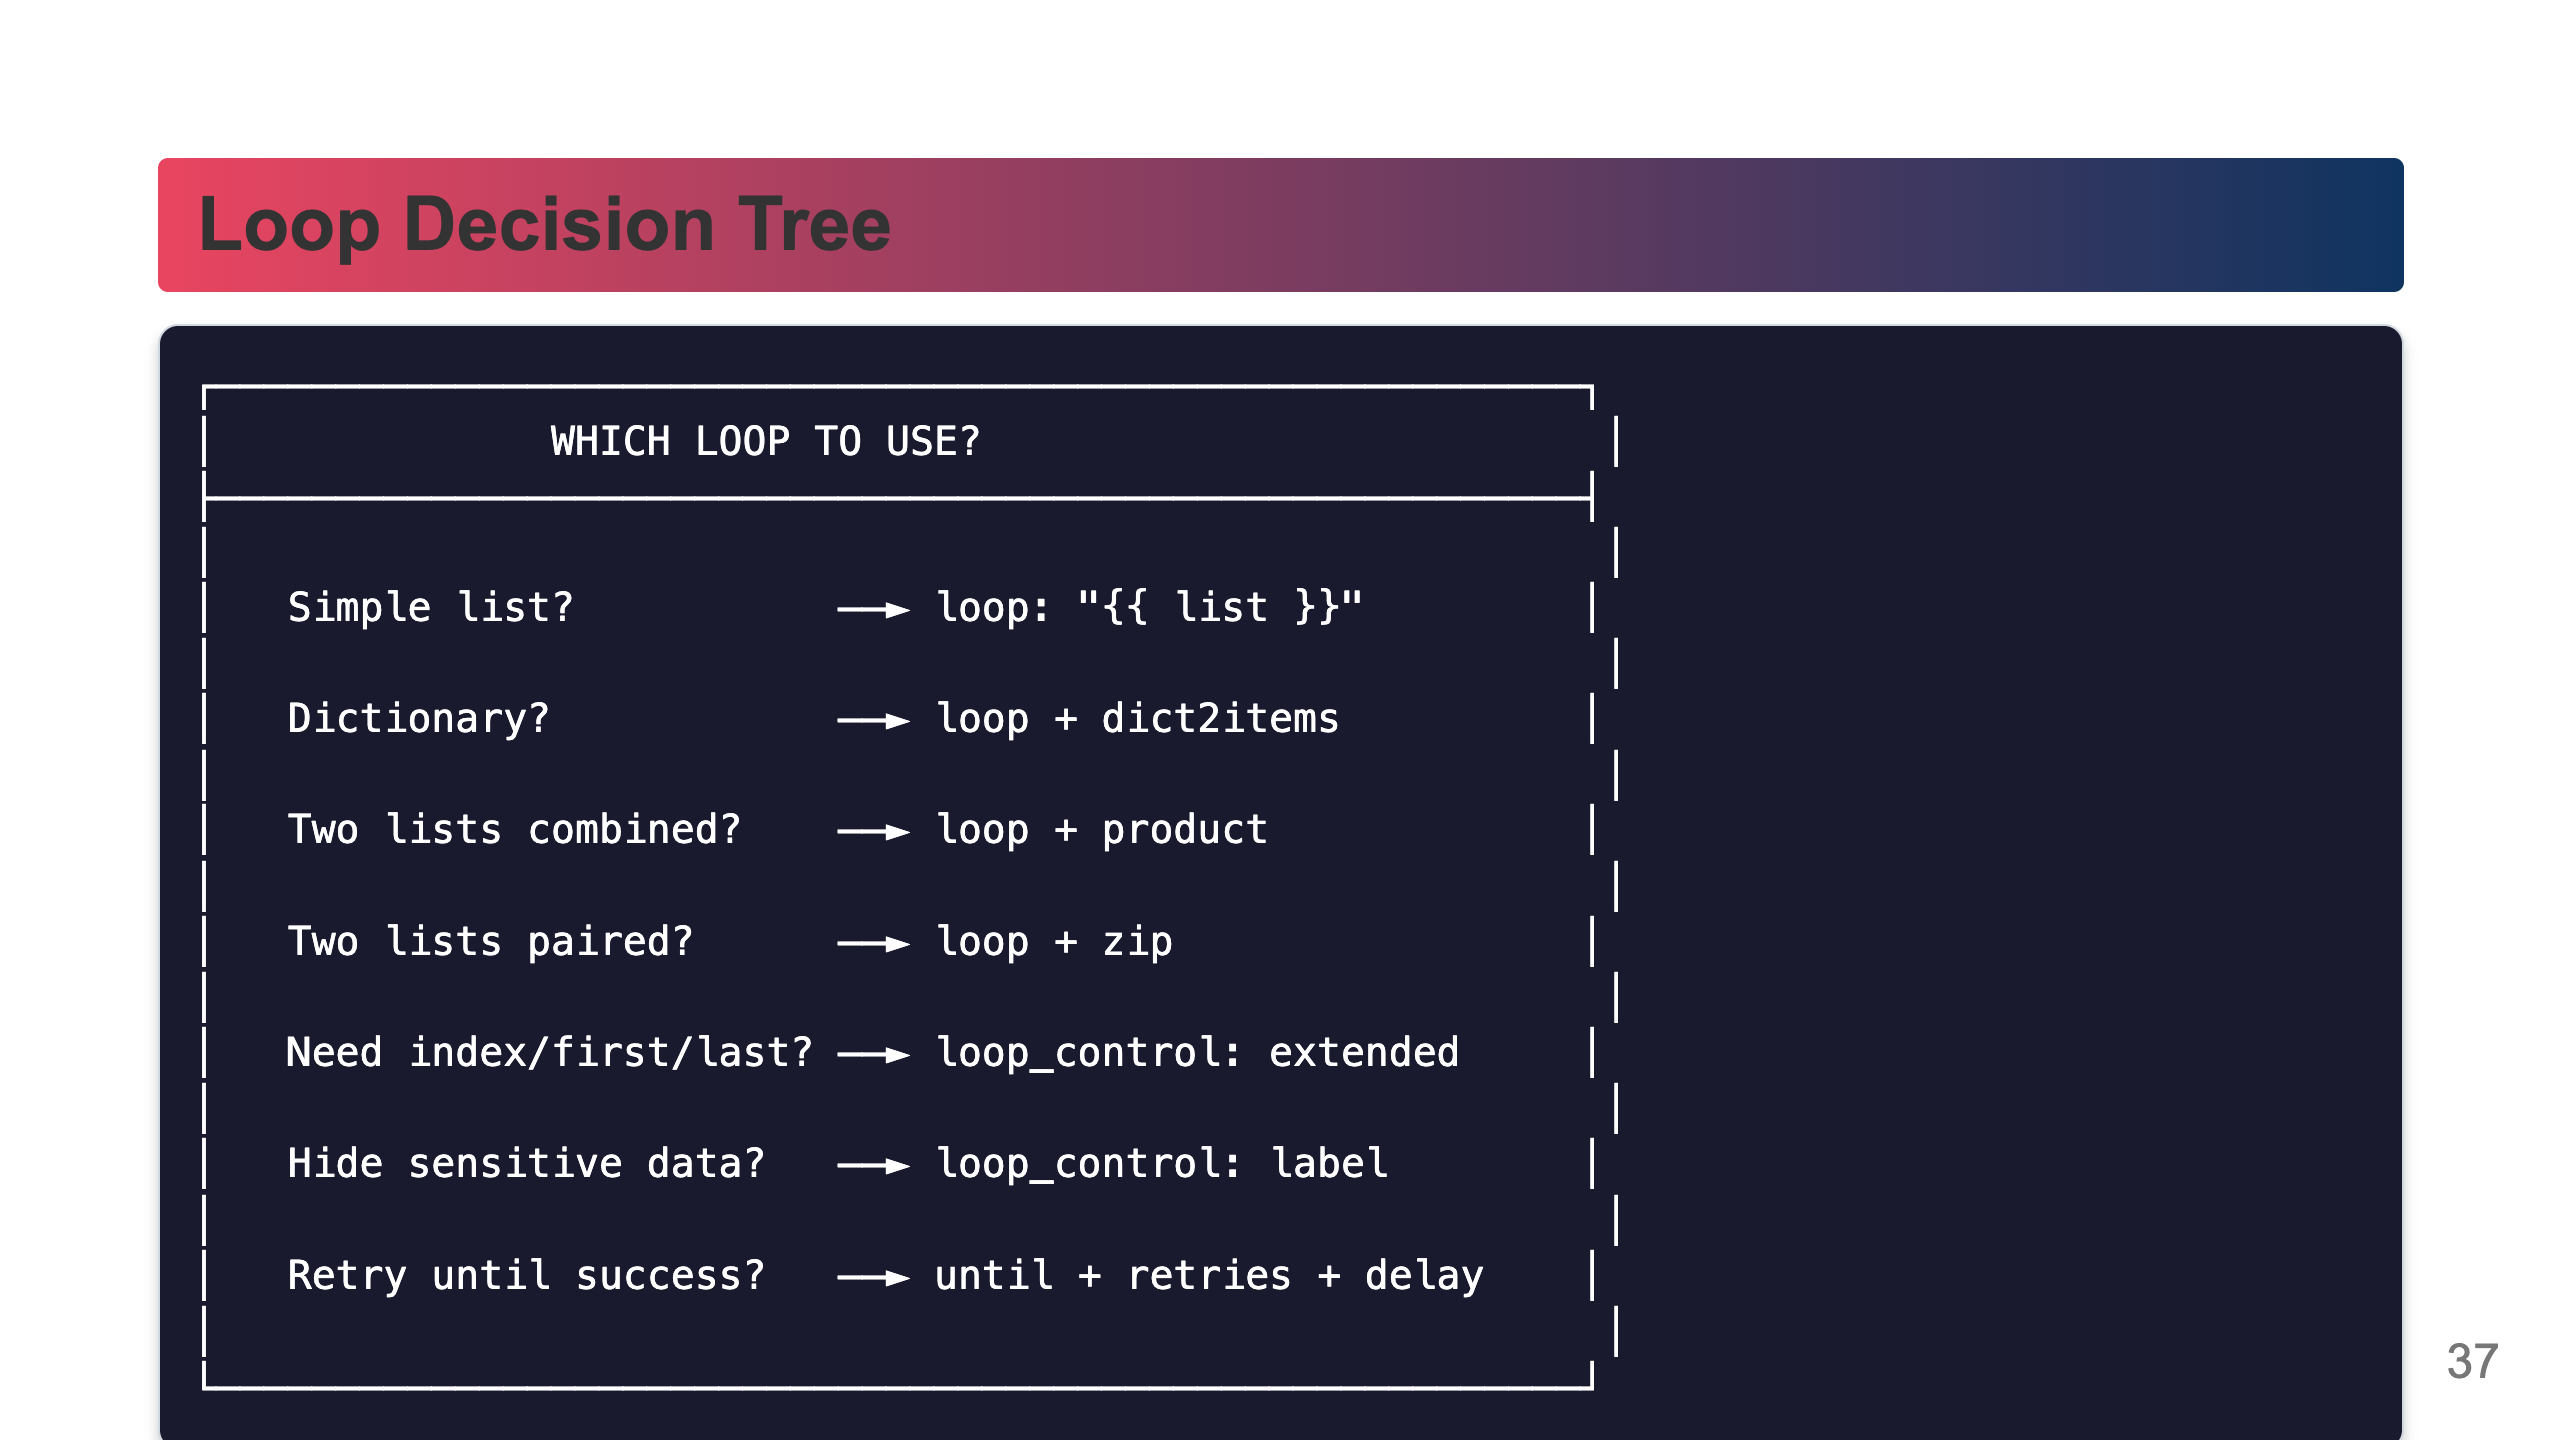 Loop Decision Tree
WHICH LOOP TO USE?
Simple list? ──► loop: "{{ list }}"
Dictionary? ──► loop + dict2items
Two lists combined? ──► loop + product
Two lists paired? ──► loop + zip
Need index/first/last? ──► loop_control: extended
Hide sensitive data? ──► loop_control: label
Retry until success? ──► until + retries + delay
37